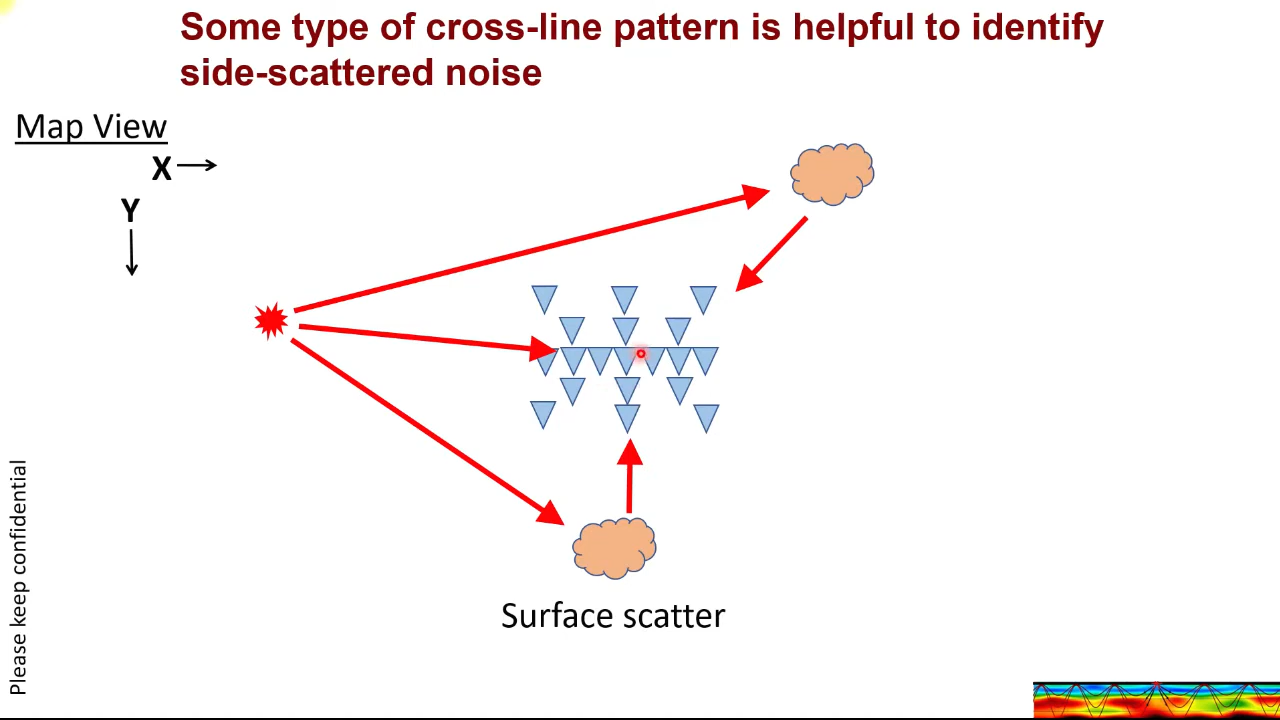 Some type of cross-line pattern is helpful to identify
side-scattered noise
Map View
X
Y
Surface scatter
Please keep confidential